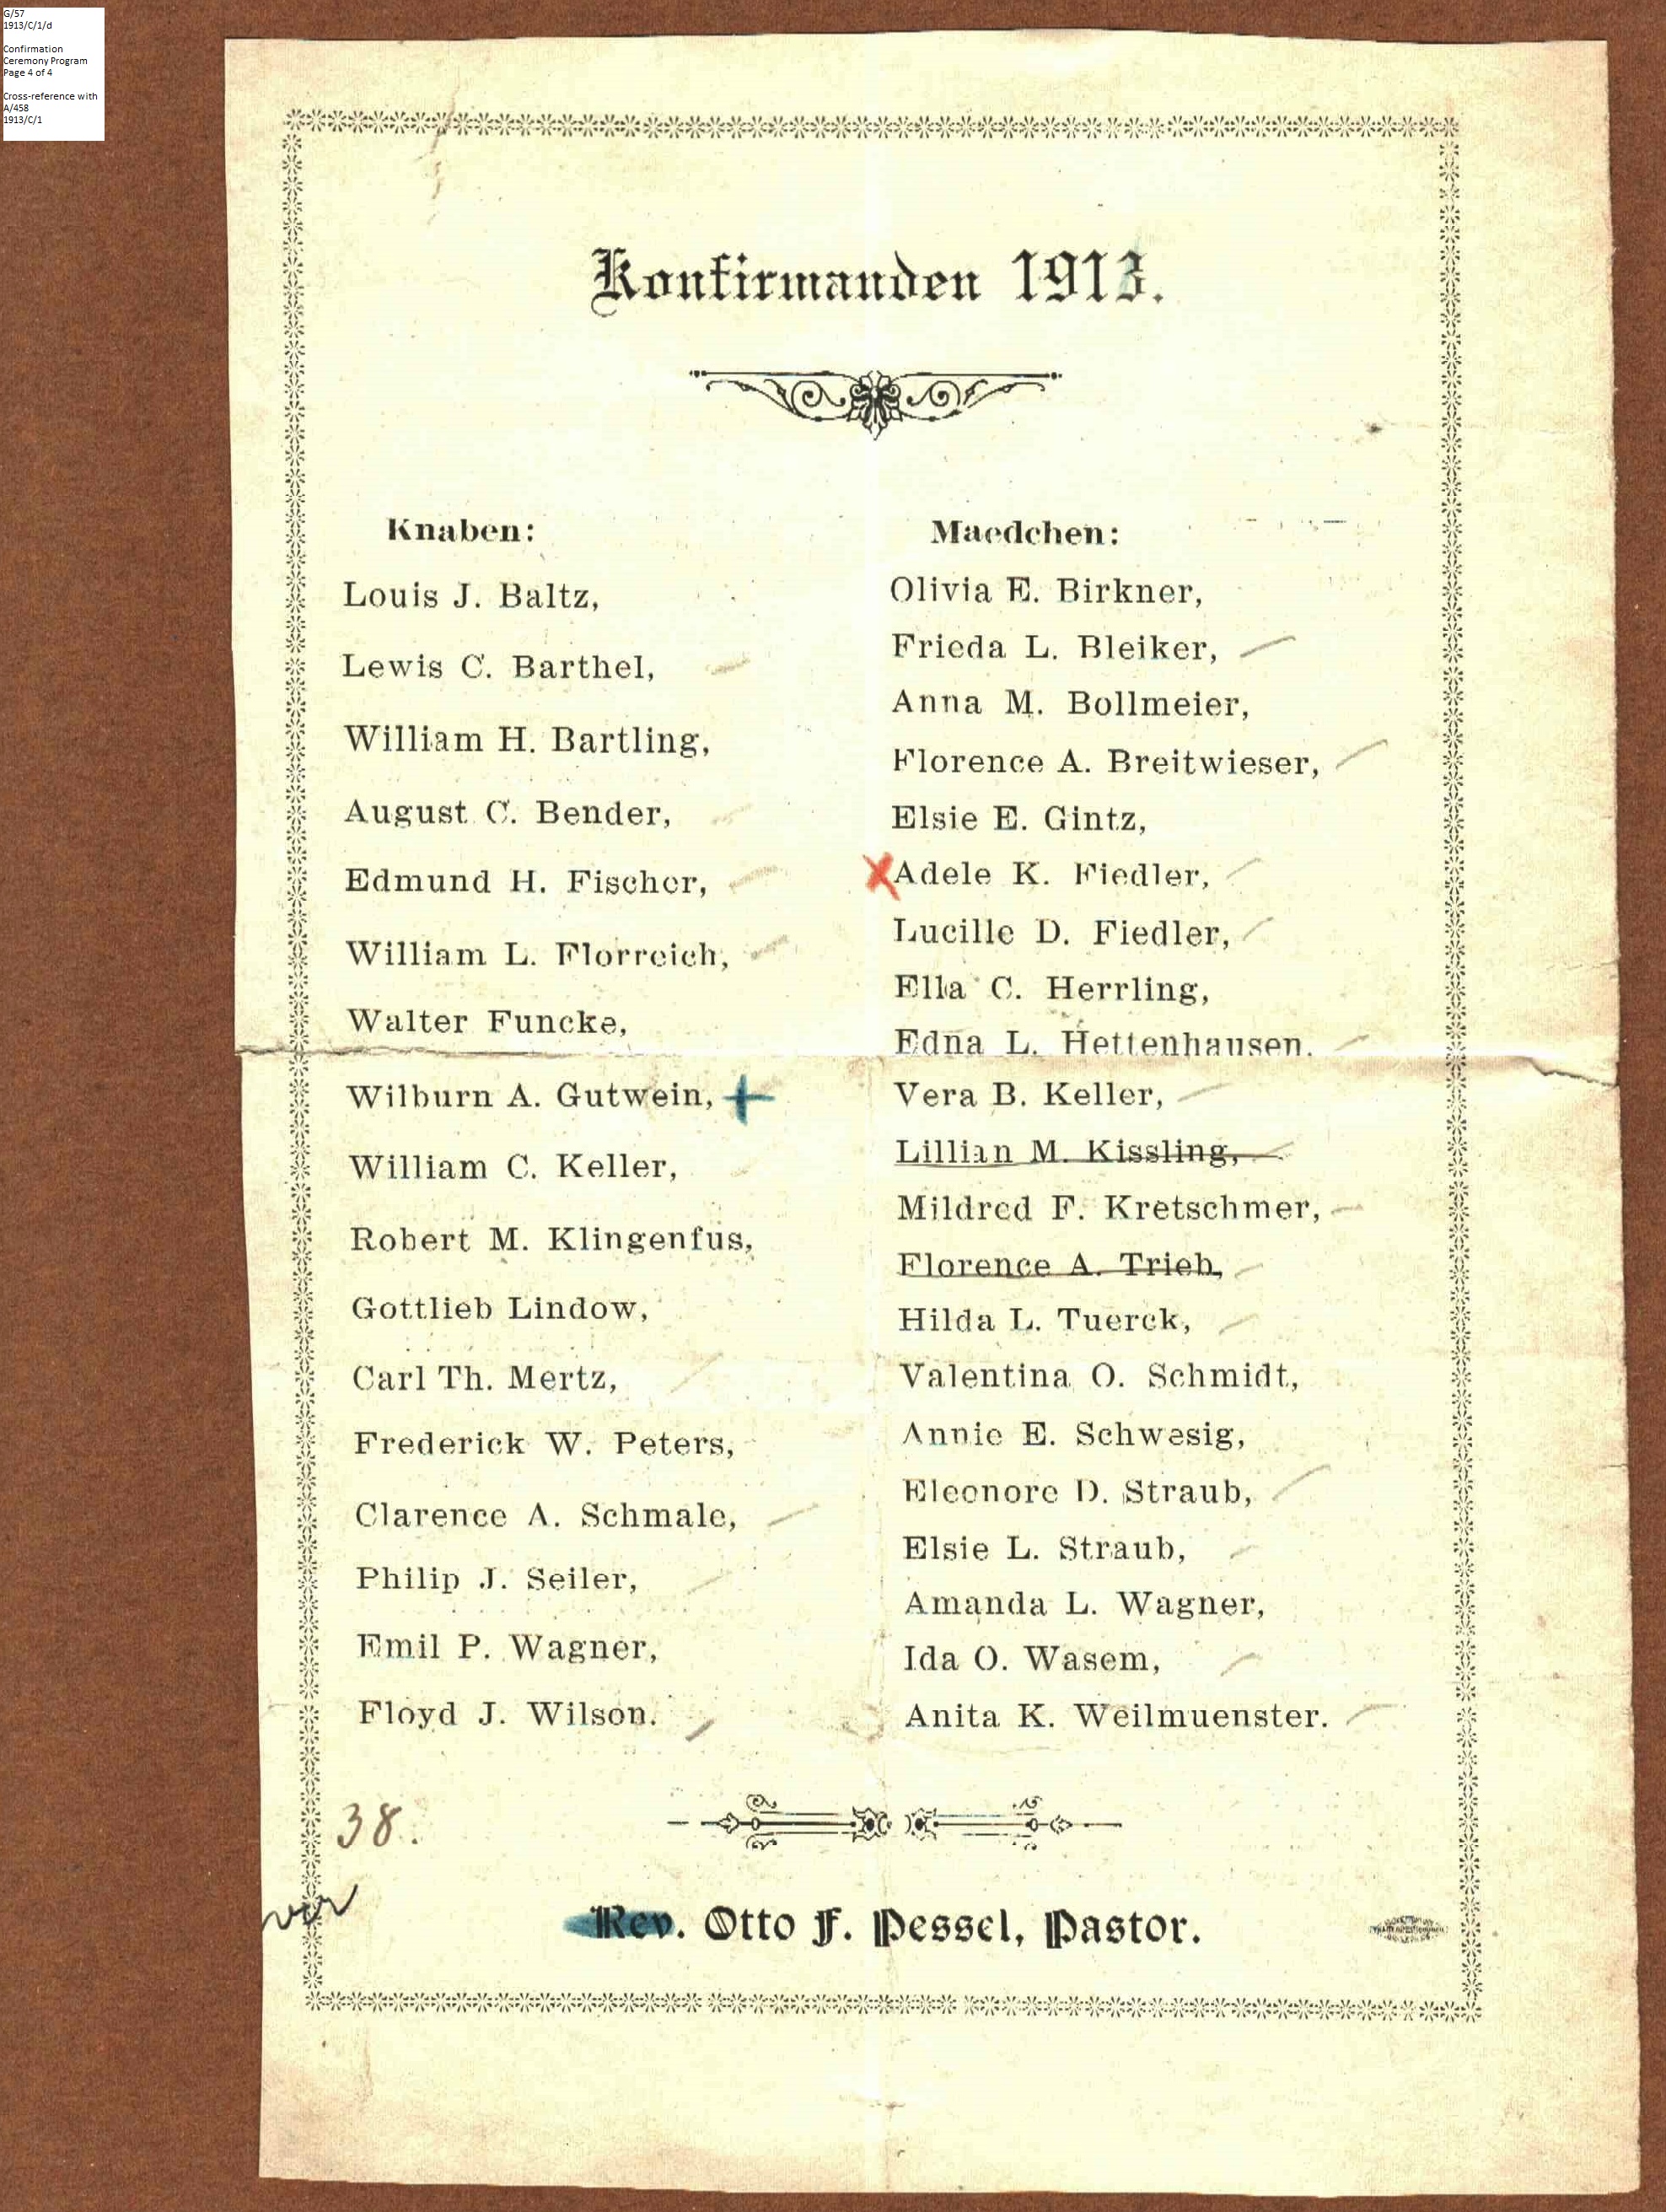 G/57
1913/C/1/d
Confirmation
Ceremony Program
Page 4 of 4
Cross-reference with
A/458
1913/C/1
Konfirmanden 1913.
Knaben:
Louis J. Baltz,
Lewis C. Barthel,
William H. Bartling,
August C. Bender,
Edmund H. Fischer,
William L. Florreich,
Walter Funcke,
Wilburn A. Gutwein, +
William C. Keller,
Robert M. Klingenfus,
Gottlieb Lindow,
Carl Th. Mertz,
Frederick W. Peters,
Clarence A. Schmale,
Philip J. Seiler,
Emil P. Wagner,
Floyd J. Wilson.
Maedchen:
Olivia E. Birkner,
Frieda L. Bleiker,
Anna M. Bollmeier,
Florence A. Breitwieser,
Elsie E. Gintz,
X Adele K. Fiedler,
Lucille D. Fiedler,
Ella C. Herrling,
Edna L. Hettenhausen.
Vera B. Keller,
Lillian M. Kissling,
Mildred F. Kretschmer,
Florence A. Trieb,
Hilda L. Tuerck,
Valentina O. Schmidt,
Annie E. Schwesig,
Eleonore D. Straub,
Elsie L. Straub,
Amanda L. Wagner,
Ida O. Wasem,
Anita K. Weilmuenster.
38.
Rev. Otto F. Pessel, Pastor.